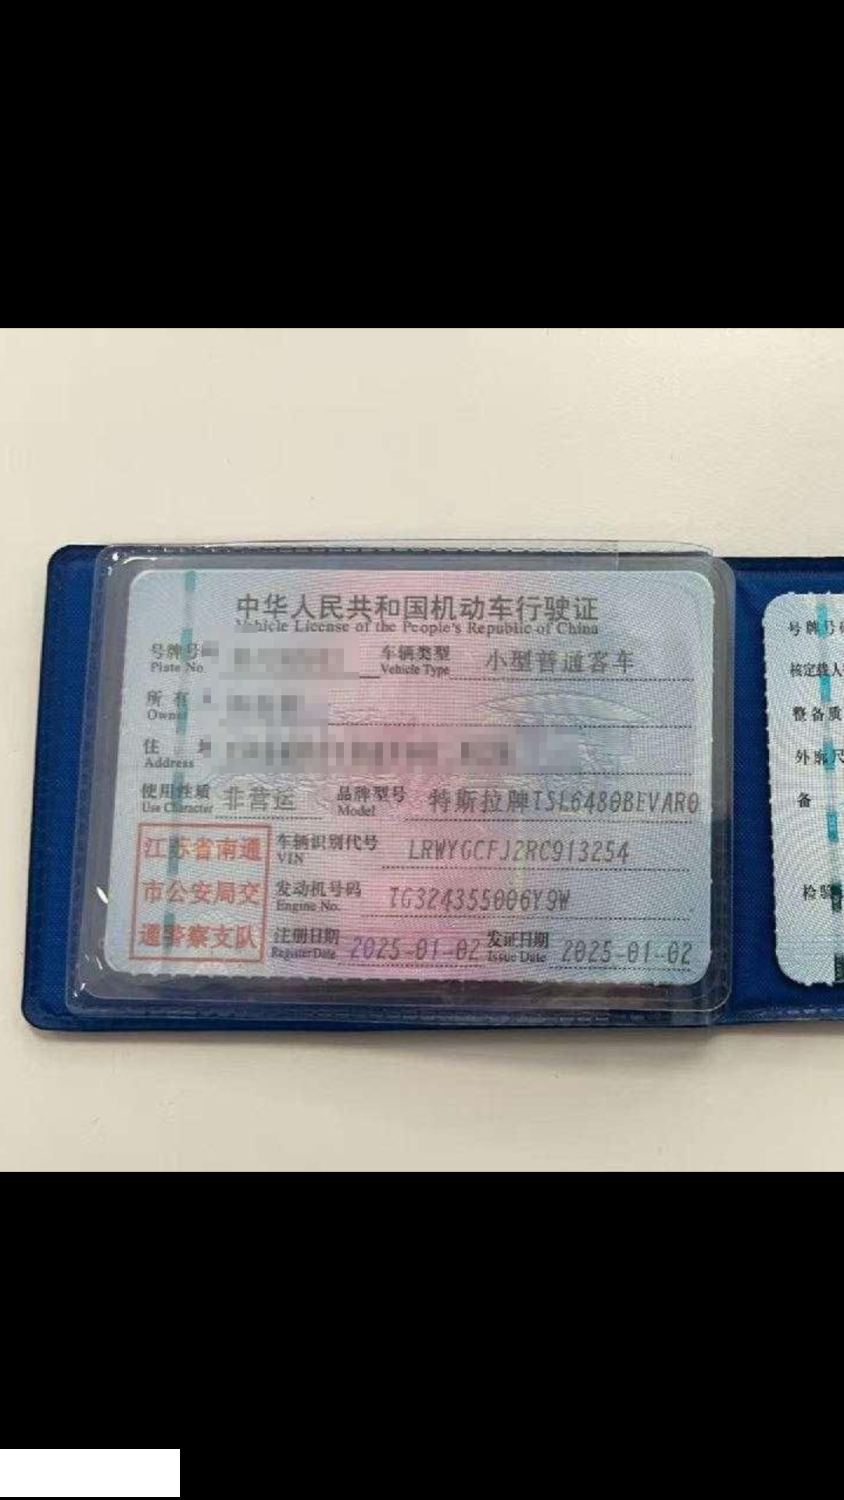 中华人民共和国机动车行驶证
Vehicle License of the People's Republic of China
号牌号
Plate No.
车辆类型
Vehicle Type
小型普通客车
所有
Owner
住
Address
使用性质
Use Character
非营运
品牌型号
Model
特斯拉牌TSL6480BEVAR0
江苏省南通
市公安局交
通警察支队
车辆识别代号
VIN
LRWYGCFJ2RC913254
发动机号码
Engine No.
TG324355006Y9W
注册日期
Register Date
2025-01-02
发证日期
Issue Date
2025-01-02
号牌号码
核定载人
整备质
外廓尺
备
检验